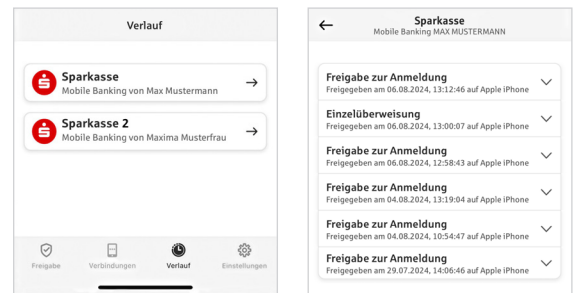 Verlauf
Sparkasse
Mobile Banking von Max Mustermann
Sparkasse 2
Mobile Banking von Maxima Musterfrau
Freigabe
Verbindungen
Verlauf
Einstellungen
Sparkasse
Mobile Banking MAX MUSTERMANN
Freigabe zur Anmeldung
Freigegeben am 06.08.2024, 13:12:46 auf Apple iPhone
Einzelüberweisung
Freigegeben am 06.08.2024, 13:00:07 auf Apple iPhone
Freigabe zur Anmeldung
Freigegeben am 06.08.2024, 12:58:43 auf Apple iPhone
Freigabe zur Anmeldung
Freigegeben am 04.08.2024, 13:19:04 auf Apple iPhone
Freigabe zur Anmeldung
Freigegeben am 04.08.2024, 10:54:47 auf Apple iPhone
Freigabe zur Anmeldung
Freigegeben am 29.07.2024, 14:06:46 auf Apple iPhone